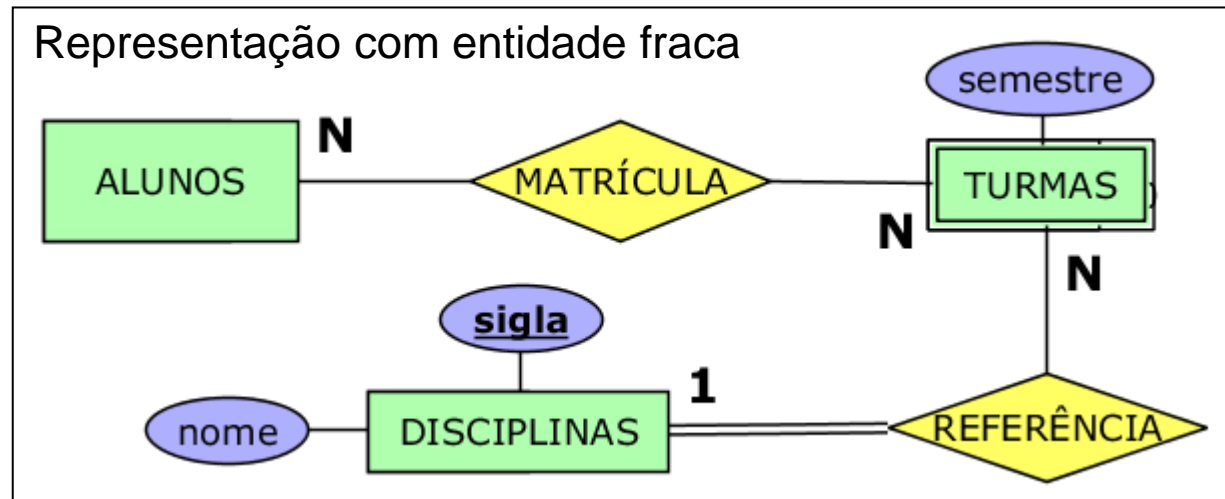 Representação com entidade fraca
semestre
ALUNOS
N
MATRÍCULA
TURMAS
N
N
sigla
1
nome
DISCIPLINAS
REFERÊNCIA